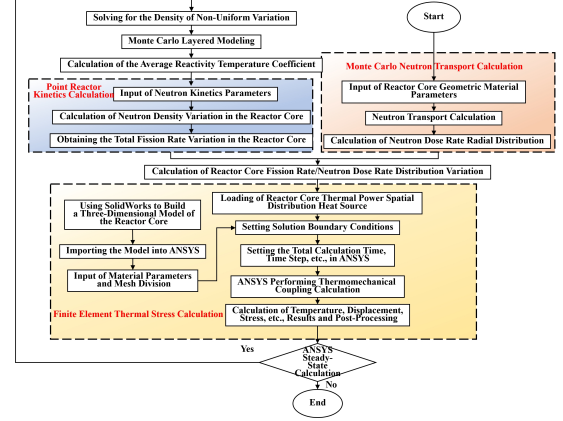 Solving for the Density of Non-Uniform Variation
Start
Monte Carlo Layered Modeling
Calculation of the Average Reactivity Temperature Coefficient
Monte Carlo Neutron Transport Calculation
Point Reactor
Kinetics Calculation
Input of Neutron Kinetics Parameters
Input of Reactor Core Geometric Material
Parameters
Calculation of Neutron Density Variation in the Reactor Core
Neutron Transport Calculation
Obtaining the Total Fission Rate Variation in the Reactor Core
Calculation of Neutron Dose Rate Radial Distribution
Calculation of Reactor Core Fission Rate/Neutron Dose Rate Distribution Variation
Using SolidWorks to Build
a Three-Dimensional Model of
the Reactor Core
Loading of Reactor Core Thermal Power Spatial
Distribution Heat Source
Setting Solution Boundary Conditions
Importing the Model into ANSYS
Setting the Total Calculation Time,
Time Step, etc., in ANSYS
Input of Material Parameters
and Mesh Division
ANSYS Performing Thermomechanical
Coupling Calculation
Finite Element Thermal Stress Calculation
Calculation of Temperature, Displacement,
Stress, etc., Results and Post-Processing
Yes
ANSYS
Steady-
State
Calculation
No
End